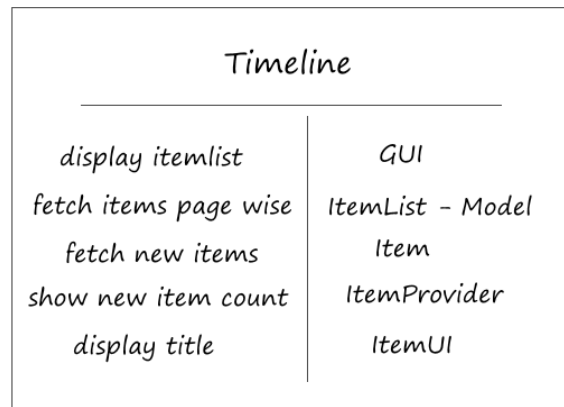 Timeline
display itemlist
fetch items page wise
fetch new items
show new item count
display title
GUI
ItemList - Model
Item
ItemProvider
ItemUI